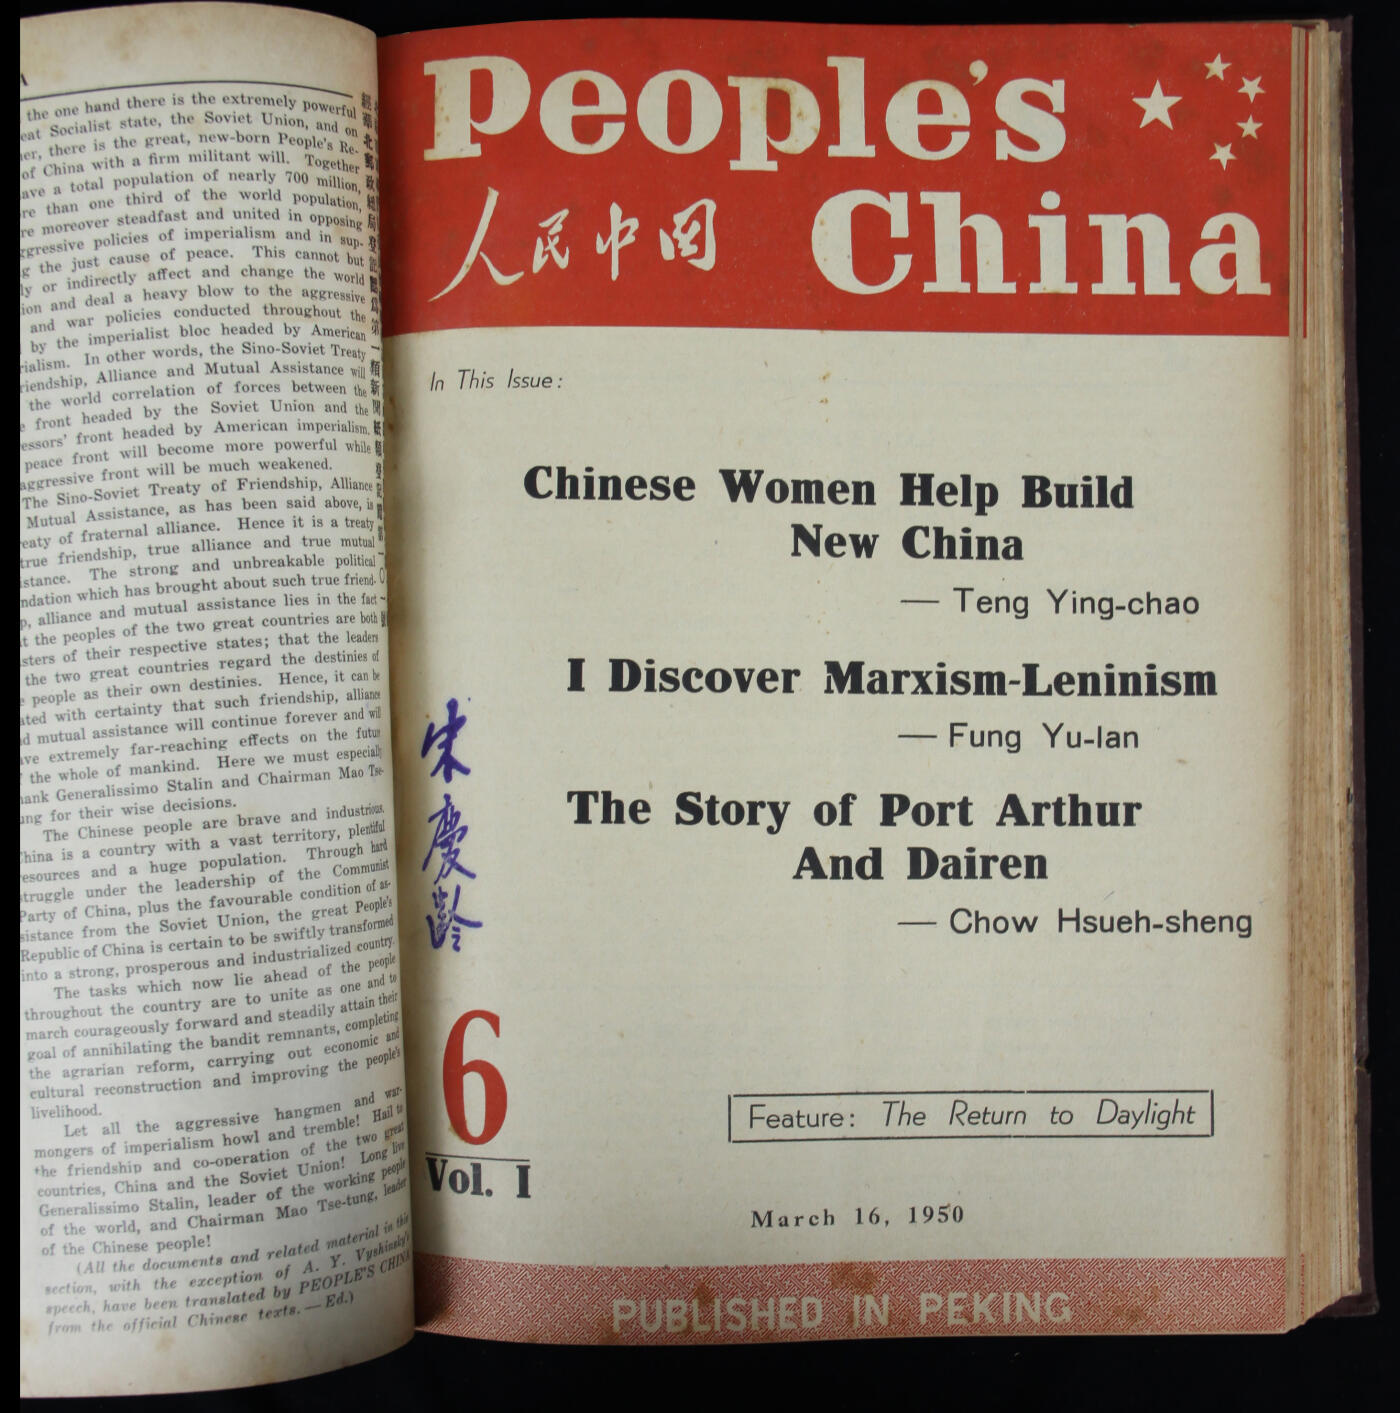 the one hand there is the extremely powerful
Socialist state, the Soviet Union, and on
there is the great, new-born People's Re-
of China with a firm militant will. Together
a total population of nearly 700 million,
than one third of the world population,
moreover steadfast and united in opposing
policies of imperialism and in sup-
the just cause of peace. This cannot but
or indirectly affect and change the world
and deal a heavy blow to the aggressive
and war policies conducted throughout the
by the imperialist bloc headed by American
In other words, the Sino-Soviet Treaty
Alliance and Mutual Assistance will
the world correlation of forces between the
front headed by the Soviet Union and the
front headed by American imperialism.
peace front will become more powerful while
aggressive front will be much weakened.
The Sino-Soviet Treaty of Friendship, Alliance
Mutual Assistance, as has been said above, is
of fraternal alliance. Hence it is a treaty
true friendship, true alliance and true mutual
The strong and unbreakable political
which has brought about such true friend-
alliance and mutual assistance lies in the fact
the peoples of the two great countries are both
of their respective states; that the leaders
the two great countries regard the destinies of
people as their own destinies. Hence, it can be
with certainty that such friendship, alliance
mutual assistance will continue forever and will
extremely far-reaching effects on the future
the whole of mankind. Here we must especially
Generalissimo Stalin and Chairman Mao Tse-
for their wise decisions.
The Chinese people are brave and industrious.
China is a country with a vast territory, plentiful
resources and a huge population. Through hard
struggle under the leadership of the Communist
Party of China, plus the favourable condition of as-
sistance from the Soviet Union, the great People's
Republic of China is certain to be swiftly transformed
into a strong, prosperous and industrialized country.
The tasks which now lie ahead of the people
throughout the country are to unite as one and to
march courageously forward and steadily attain their
goal of annihilating the bandit remnants, completing
the agrarian reform, carrying out economic and
cultural reconstruction and improving the people's
livelihood.
Let all the aggressive hangmen and war-
mongers of imperialism howl and tremble! Hail to
the friendship and co-operation of the two great
countries, China and the Soviet Union! Long live
Generalissimo Stalin, leader of the working people
of the world, and Chairman Mao Tse-tung, leader
of the Chinese people!
(All the documents and related material in this
section, with the exception of A. Y. Vyshinsky's
speech, have been translated by PEOPLE'S CHINA
from the official Chinese texts. — Ed.)
People's
人民中国
China
In This Issue:
Chinese Women Help Build
New China
— Teng Ying-chao
I Discover Marxism-Leninism
— Fung Yu-lan
The Story of Port Arthur
And Dairen
— Chow Hsueh-sheng
宋慶齡
6
Vol. I
Feature: The Return to Daylight
March 16, 1950
PUBLISHED IN PEKING